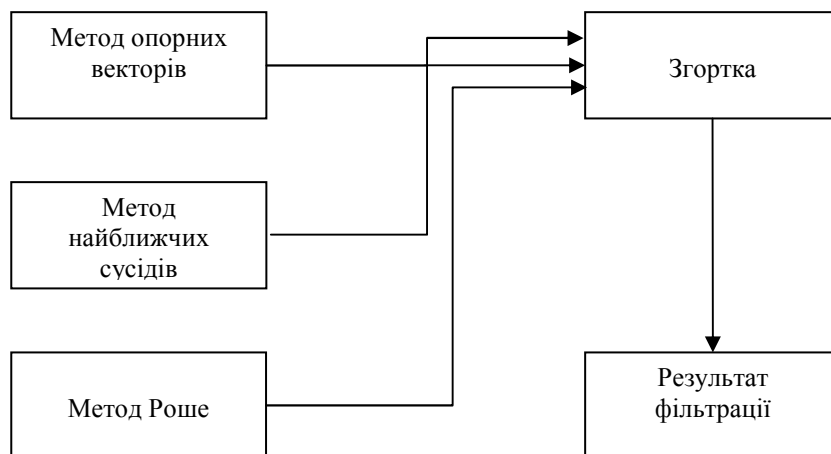 Метод опорних
векторів
Згортка
Метод
найближчих
сусідів
Метод Роше
Результат
фільтрації